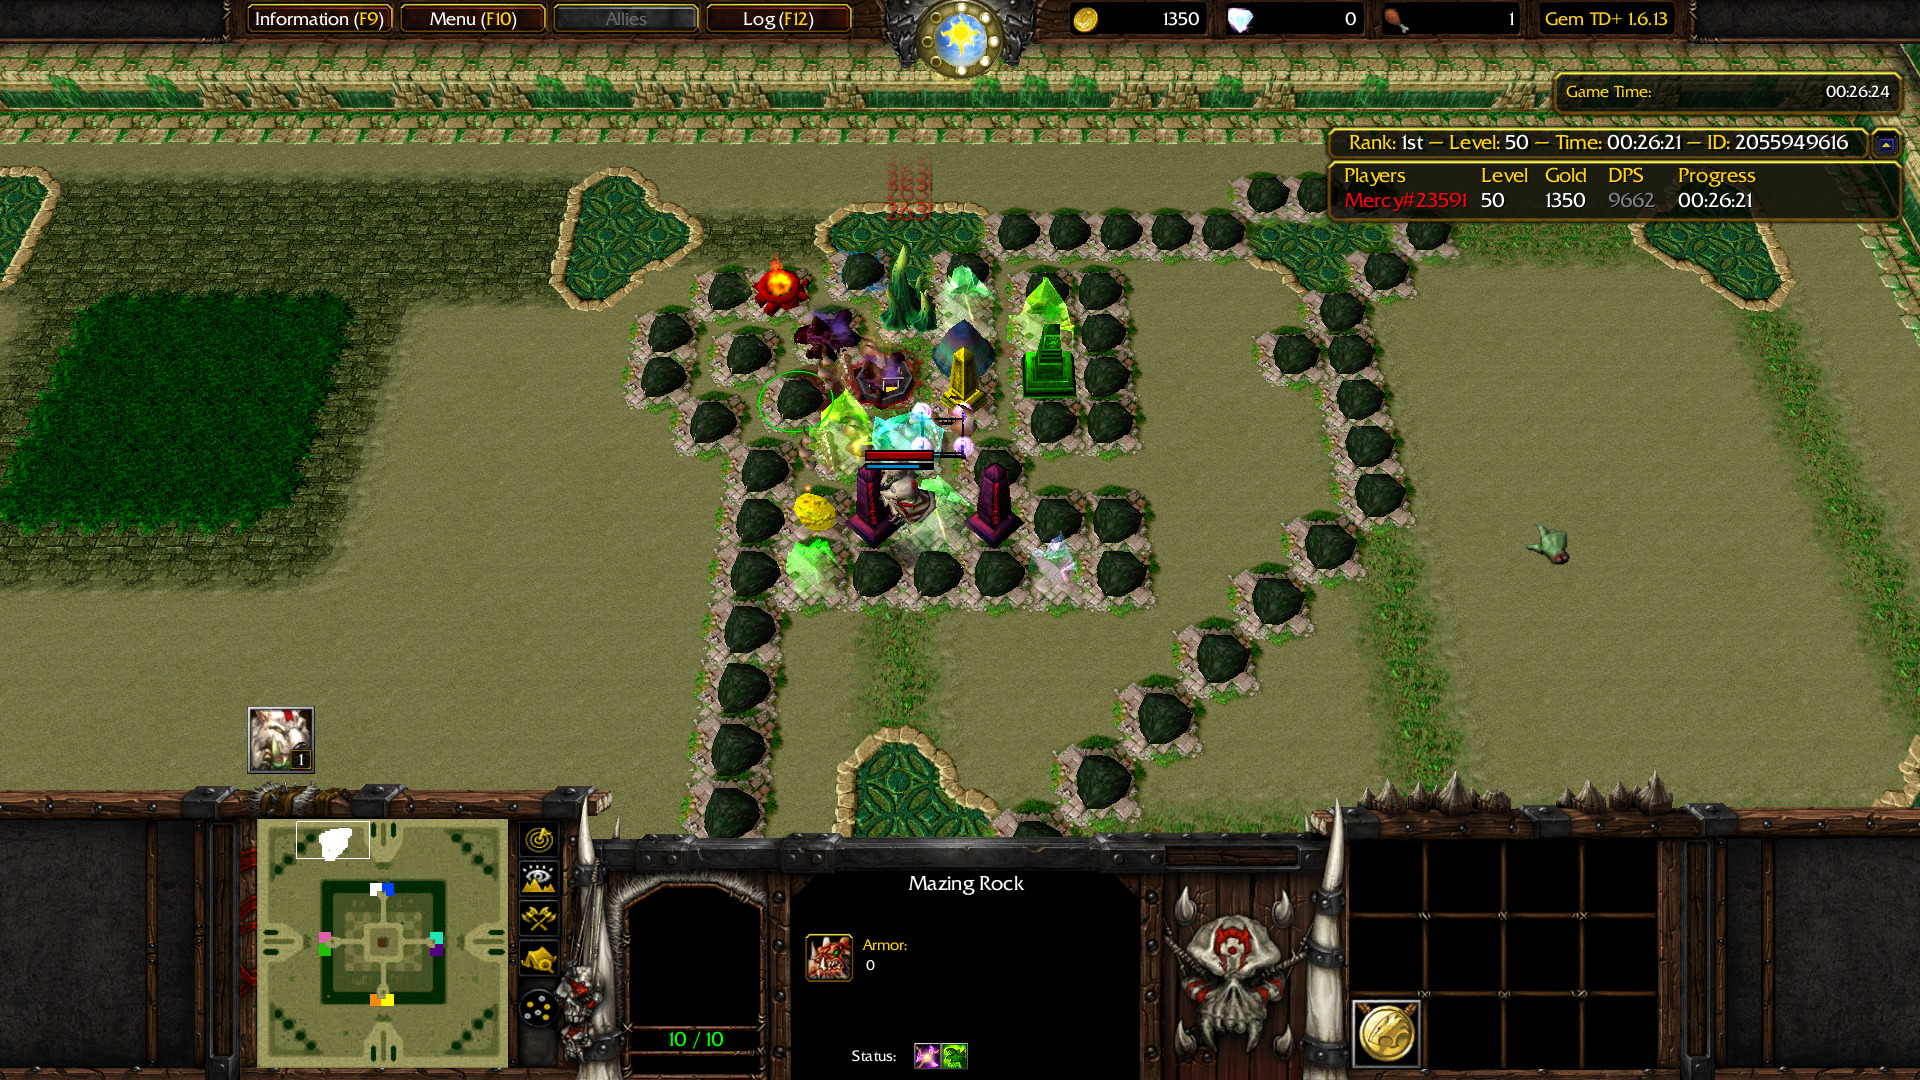 Information (F9)
Menu (F10)
Allies
Log (F12)
1350
0
1
Gem TD+ 1.6.13
Game Time:
00:26:24
Rank: 1st — Level: 50 — Time: 00:26:21 — ID: 2055949616
Players Level Gold DPS Progress
Mercy#23591 50 1350 9662 00:26:21
1
Mazing Rock
Armor:
0
10 / 10
Status: